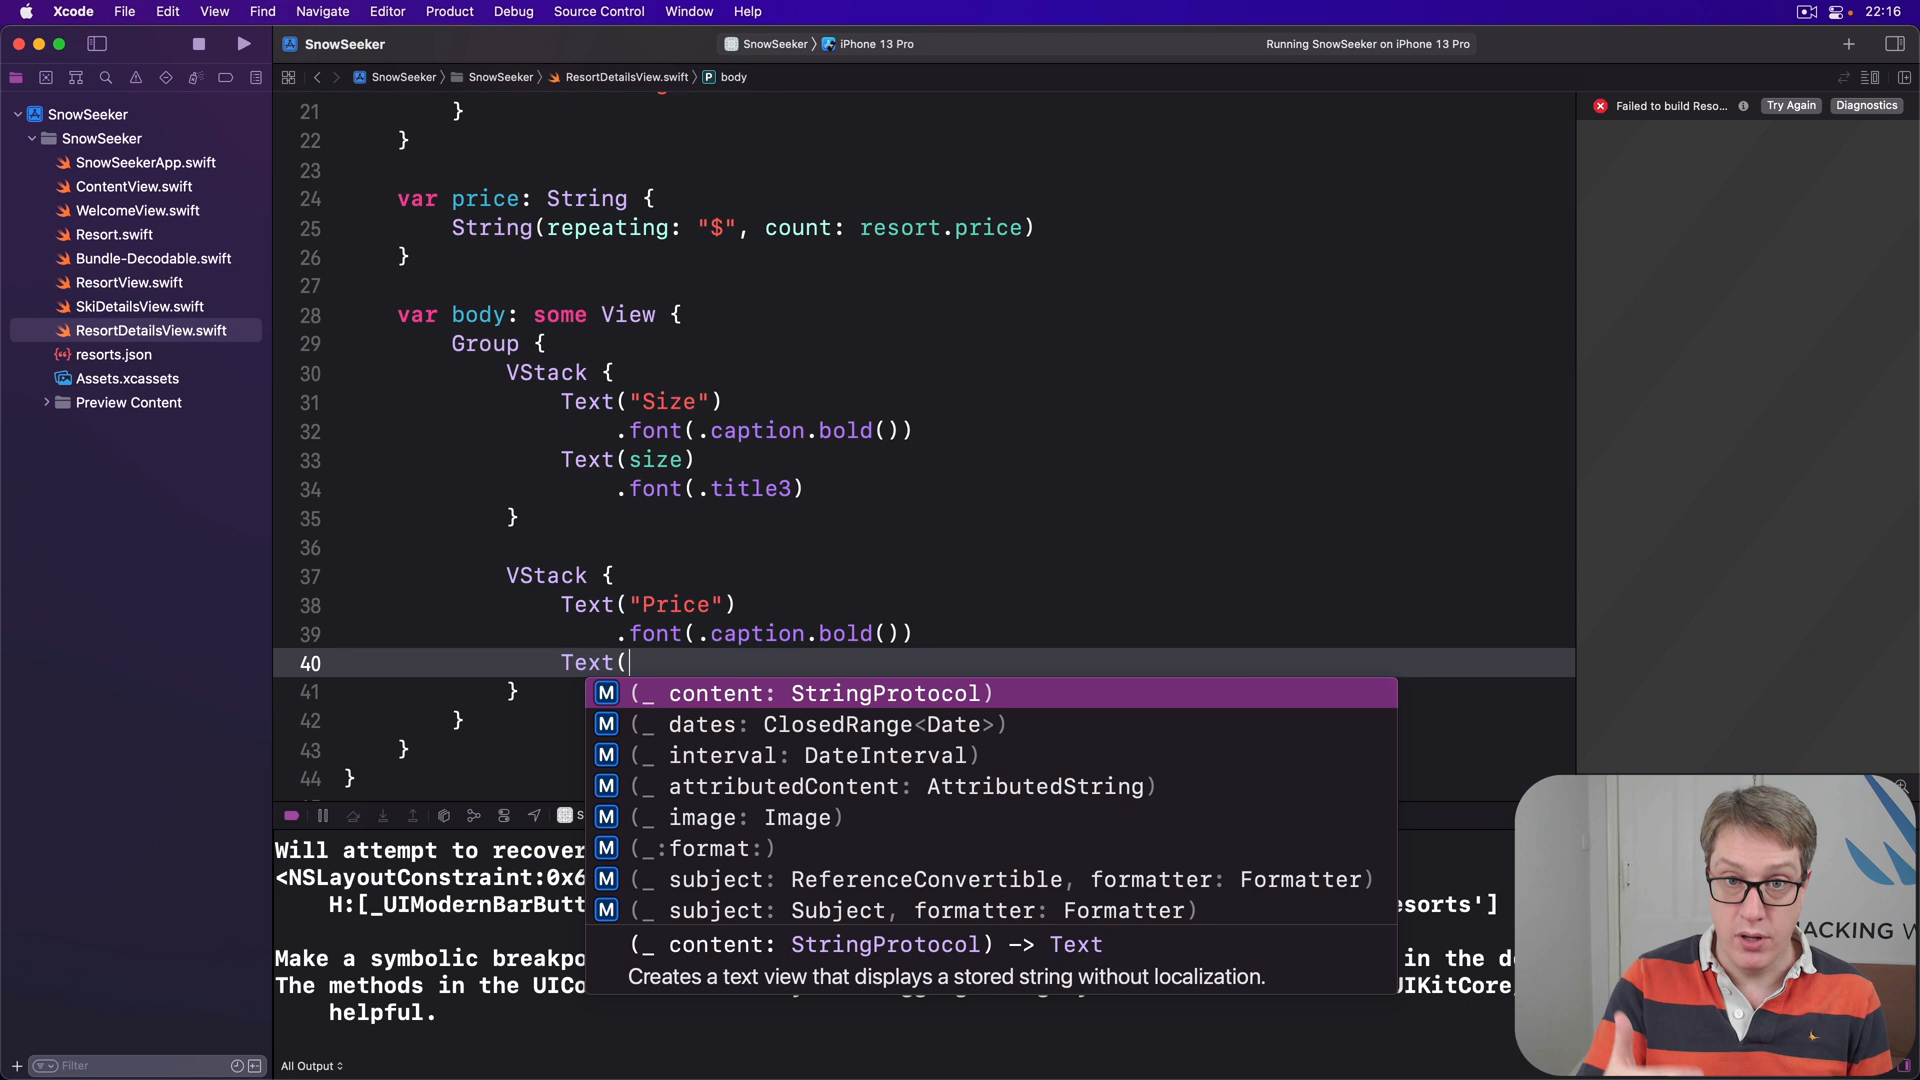 Xcode File Edit View Find Navigate Editor Product Debug Source Control Window Help 22:16
SnowSeeker SnowSeeker iPhone 13 Pro Running SnowSeeker on iPhone 13 Pro
SnowSeeker SnowSeeker ResortDetailsView.swift P body
Failed to build Reso... Try Again Diagnostics
SnowSeeker
SnowSeeker
SnowSeekerApp.swift
ContentView.swift
WelcomeView.swift
Resort.swift
Bundle-Decodable.swift
ResortView.swift
SkiDetailsView.swift
ResortDetailsView.swift
resorts.json
Assets.xcassets
Preview Content
Filter
21 }
22 }
23
24 var price: String {
25 String(repeating: "$", count: resort.price)
26 }
27
28 var body: some View {
29 Group {
30 VStack {
31 Text("Size")
32 .font(.caption.bold())
33 Text(size)
34 .font(.title3)
35 }
36
37 VStack {
38 Text("Price")
39 .font(.caption.bold())
40 Text(
41 }
42 }
43 }
44 }
M (_ content: StringProtocol)
M (_ dates: ClosedRange<Date>)
M (_ interval: DateInterval)
M (_ attributedContent: AttributedString)
M (_ image: Image)
M (_:format:)
M (_ subject: ReferenceConvertible, formatter: Formatter)
M (_ subject: Subject, formatter: Formatter)
(_ content: StringProtocol) -> Text
Creates a text view that displays a stored string without localization.
Will attempt to recover
<NSLayoutConstraint:0x6
H:[_UIModernBarButt esorts']
Make a symbolic breakpo in the d
The methods in the UICo UIKitCore
helpful.
All Output
ACKING W